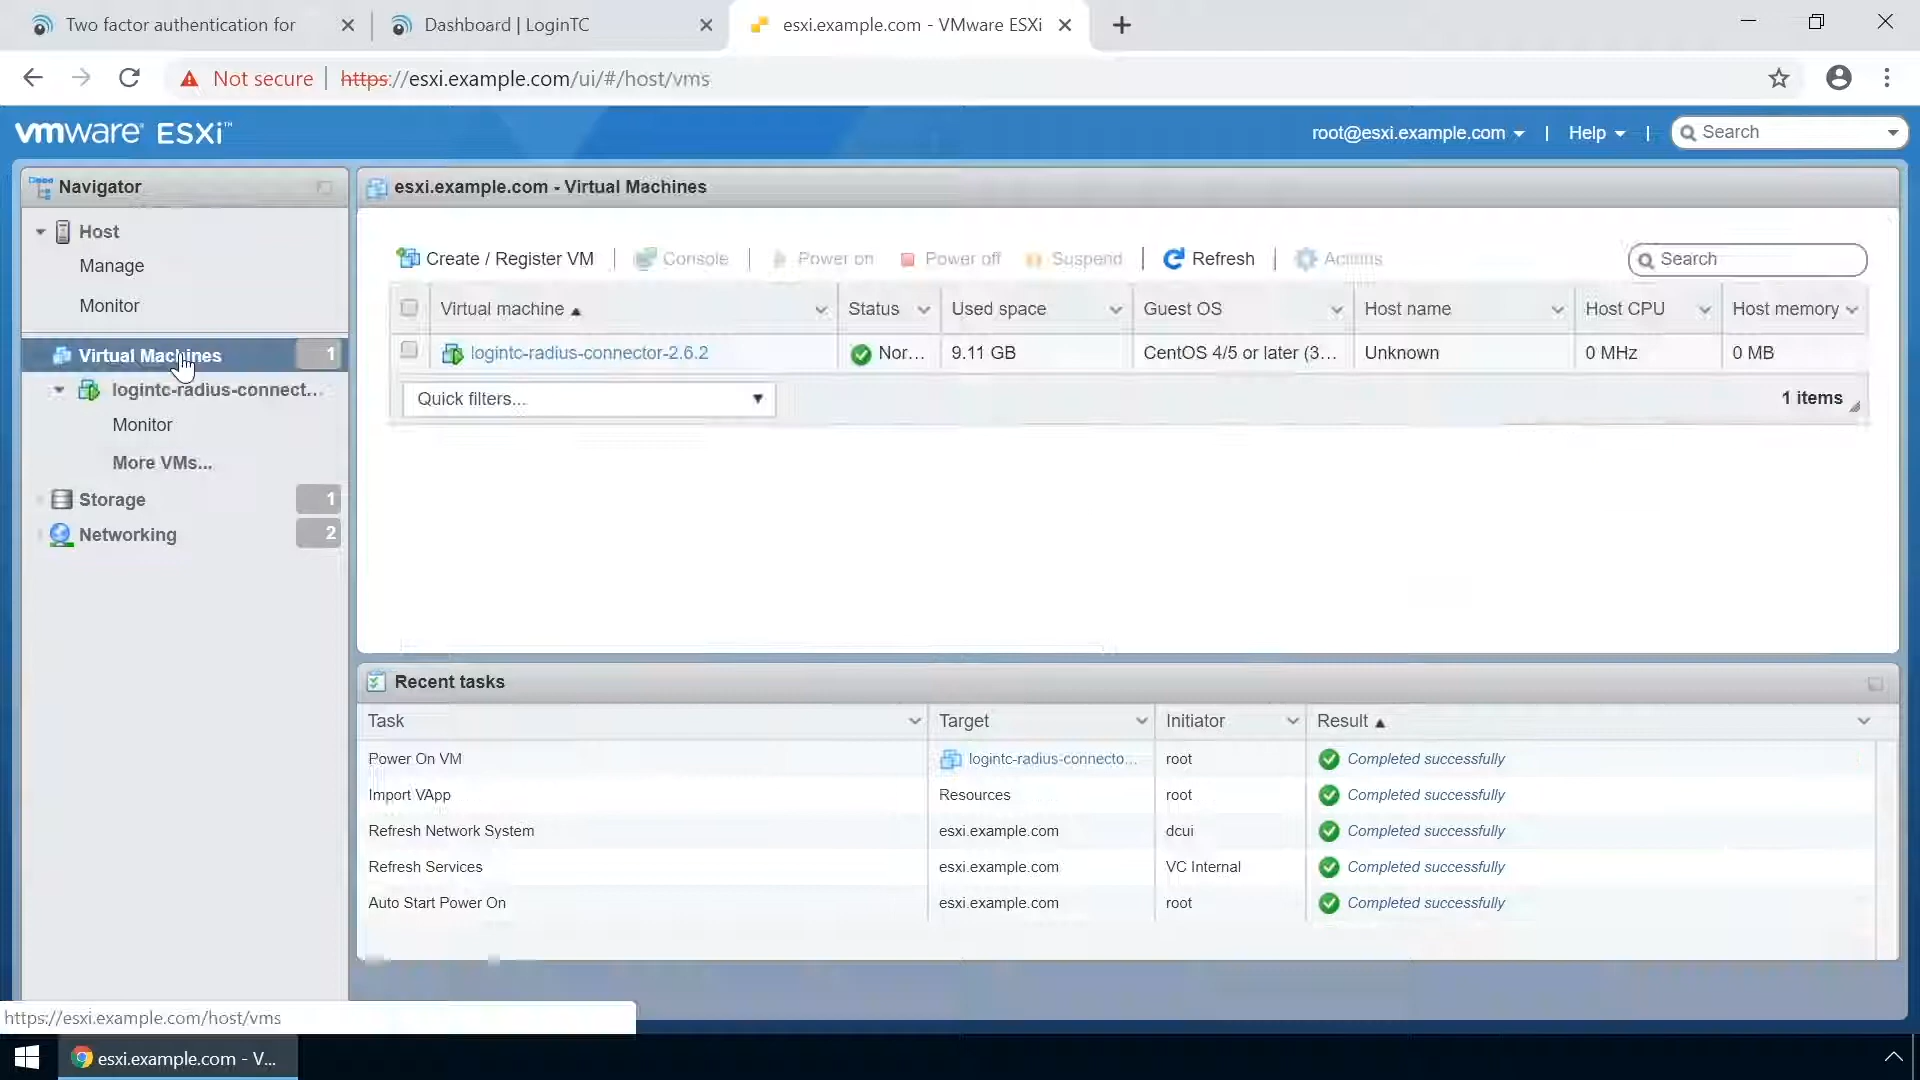 Two factor authentication for
Dashboard | LoginTC
esxi.example.com - VMware ESXi
Not secure | https://esxi.example.com/ui/#/host/vms
vmware ESXi™
root@esxi.example.com | Help | Search
Navigator
Host
Manage
Monitor
Virtual Machines 1
logintc-radius-connect...
Monitor
More VMs...
Storage 1
Networking 2
esxi.example.com - Virtual Machines
Create / Register VM | Console | Power on Power off Suspend | Refresh | Actions Search
Virtual machine Status Used space Guest OS Host name Host CPU Host memory
logintc-radius-connector-2.6.2 Nor... 9.11 GB CentOS 4/5 or later (3... Unknown 0 MHz 0 MB
Quick filters... 1 items
Recent tasks
Task Target Initiator Result
Power On VM logintc-radius-connecto... root Completed successfully
Import VApp Resources root Completed successfully
Refresh Network System esxi.example.com dcui Completed successfully
Refresh Services esxi.example.com VC Internal Completed successfully
Auto Start Power On esxi.example.com root Completed successfully
https://esxi.example.com/host/vms
esxi.example.com - V...